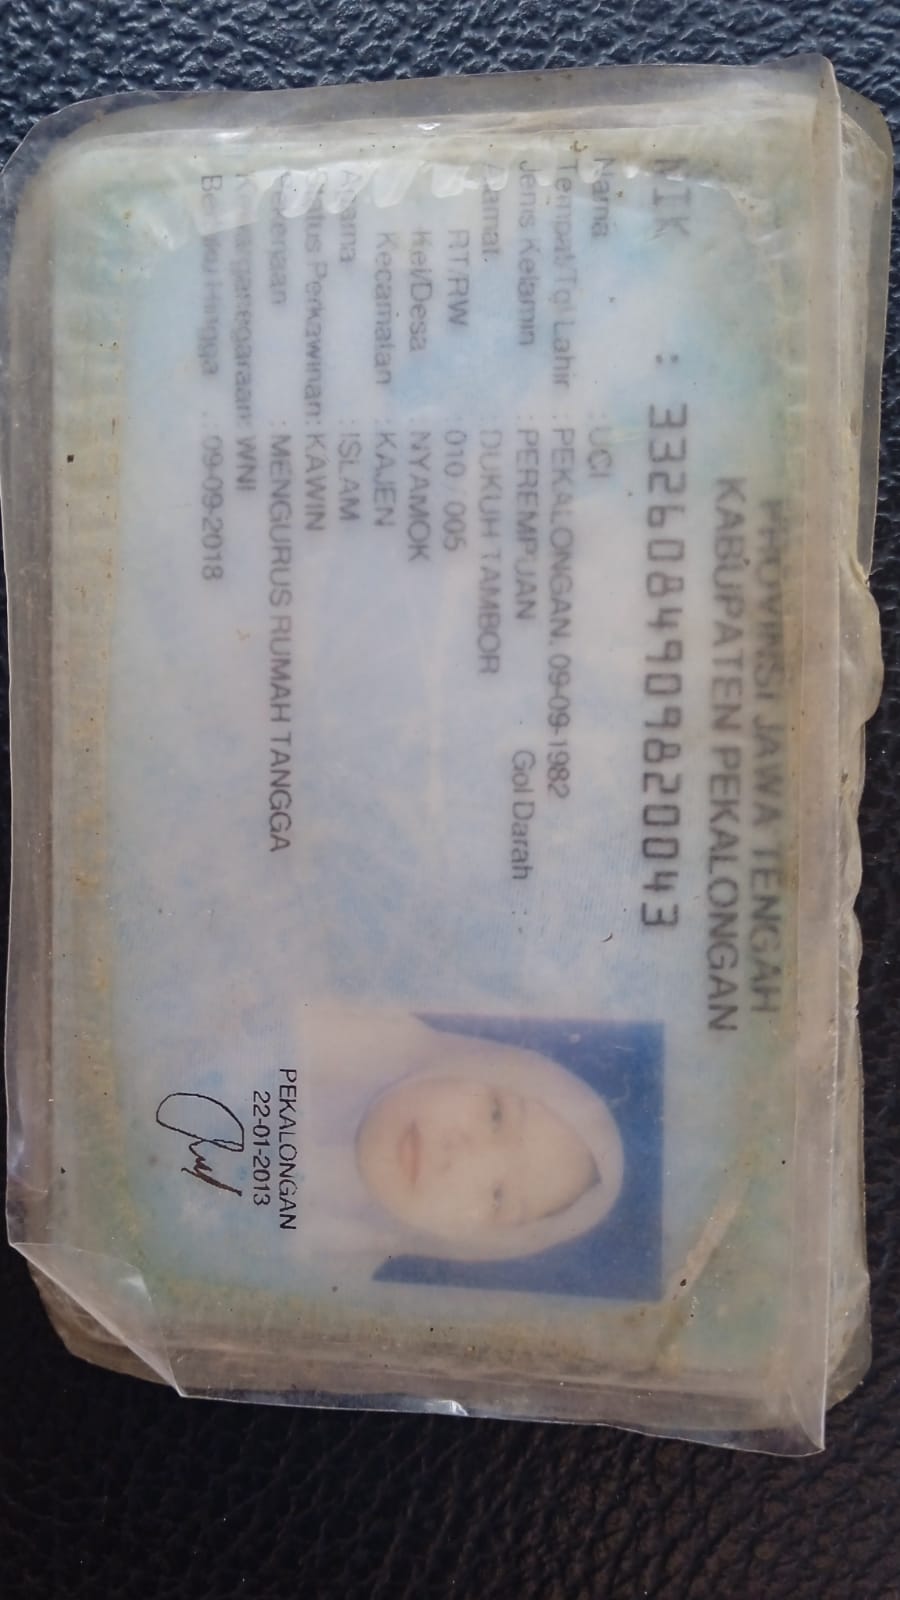 PROVINSI JAWA TENGAH
KABUPATEN PEKALONGAN
NIK : 3326084909820043
Nama : UCI
Tempat/Tgl Lahir : PEKALONGAN, 09-09-1982
Jenis Kelamin : PEREMPUAN Gol Darah :
Alamat : DUKUH TAMBOR
RT/RW : 010 / 005
Kel/Desa : NYAMOK
Kecamatan : KAJEN
Agama : ISLAM
Status Perkawinan: KAWIN
Pekerjaan : MENGURUS RUMAH TANGGA
Kewarganegaraan: WNI
Berlaku Hingga : 09-09-2018
PEKALONGAN
22-01-2013